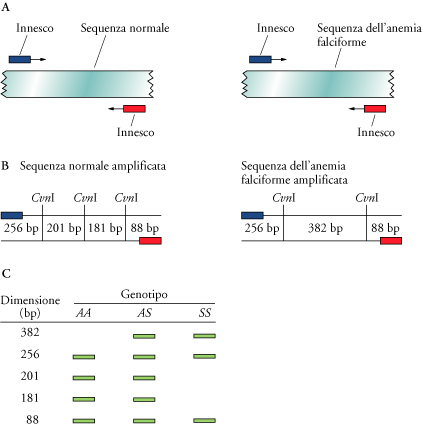 A
Innesco
Sequenza normale
Innesco
Innesco
Sequenza dell'anemia
falciforme
Innesco
B
Sequenza normale amplificata
CvnI CvnI CvnI
256 bp 201 bp 181 bp 88 bp
Sequenza dell'anemia
falciforme amplificata
CvnI CvnI
256 bp 382 bp 88 bp
C
Dimensione
(bp)
Genotipo
AA AS SS
382
256
201
181
88